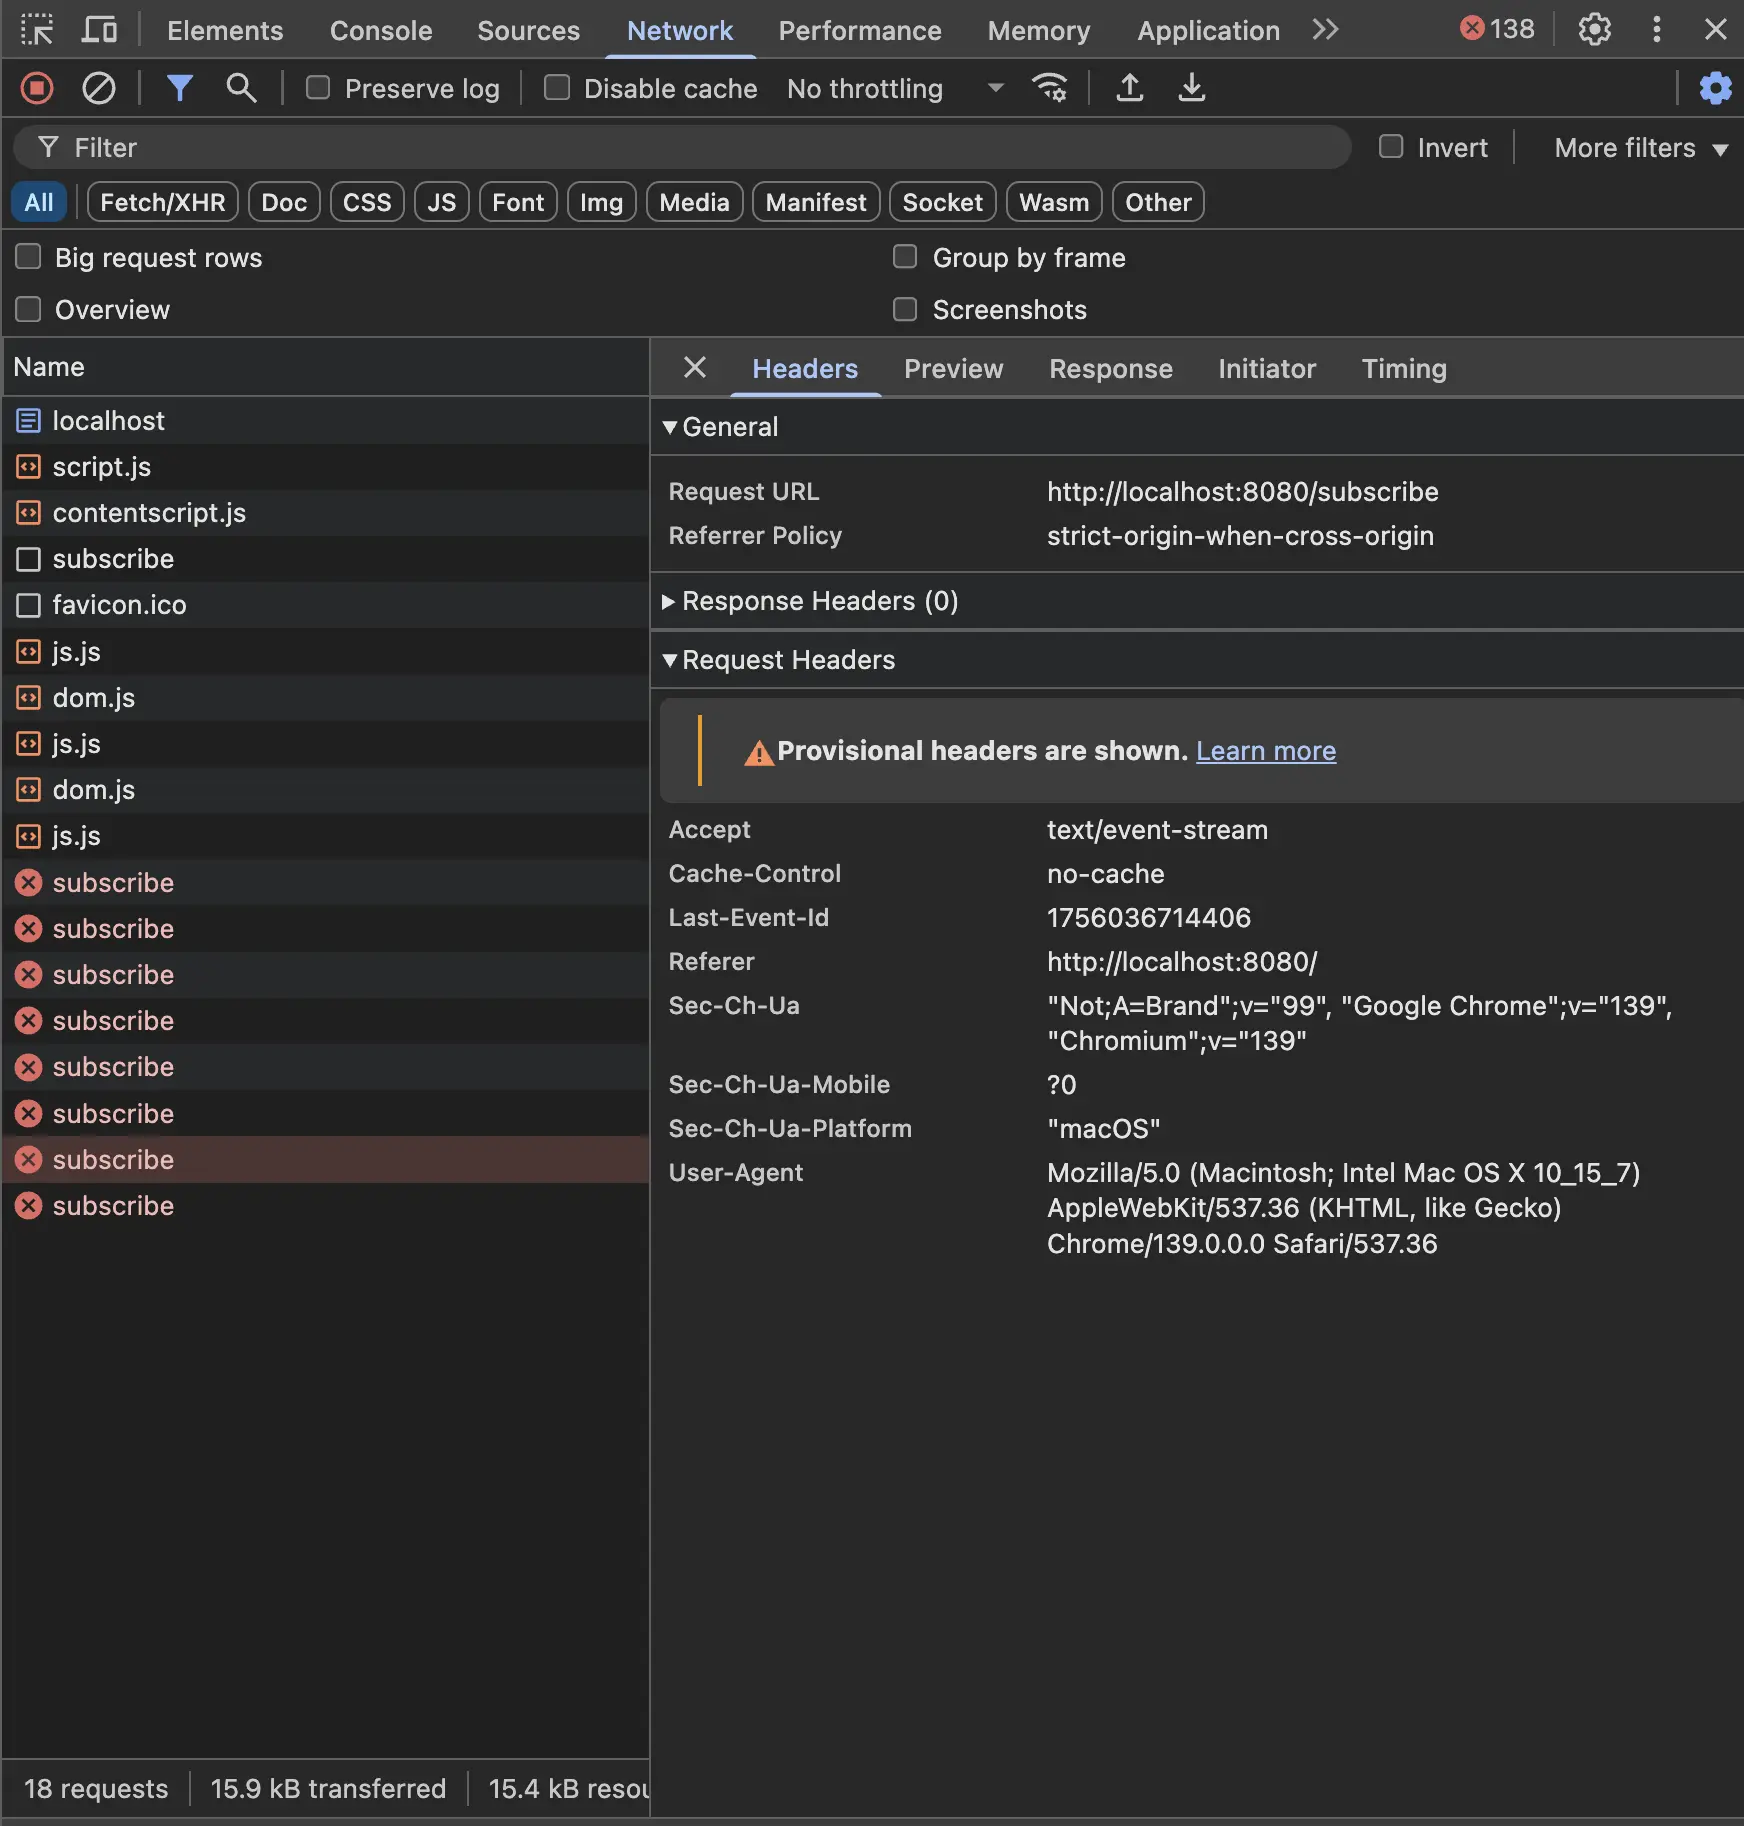 Elements Console Sources Network Performance Memory Application 138
Preserve log Disable cache No throttling
Filter Invert More filters
All Fetch/XHR Doc CSS JS Font Img Media Manifest Socket Wasm Other
Big request rows Group by frame
Overview Screenshots
Name
localhost
script.js
contentscript.js
subscribe
favicon.ico
js.js
dom.js
js.js
dom.js
js.js
subscribe
subscribe
subscribe
subscribe
subscribe
subscribe
subscribe
subscribe
18 requests 15.9 kB transferred 15.4 kB resou
Headers Preview Response Initiator Timing
General
Request URL http://localhost:8080/subscribe
Referrer Policy strict-origin-when-cross-origin
Response Headers (0)
Request Headers
Provisional headers are shown. Learn more
Accept text/event-stream
Cache-Control no-cache
Last-Event-Id 1756036714406
Referer http://localhost:8080/
Sec-Ch-Ua "Not;A=Brand";v="99", "Google Chrome";v="139",
"Chromium";v="139"
Sec-Ch-Ua-Mobile ?0
Sec-Ch-Ua-Platform "macOS"
User-Agent Mozilla/5.0 (Macintosh; Intel Mac OS X 10_15_7)
AppleWebKit/537.36 (KHTML, like Gecko)
Chrome/139.0.0.0 Safari/537.36